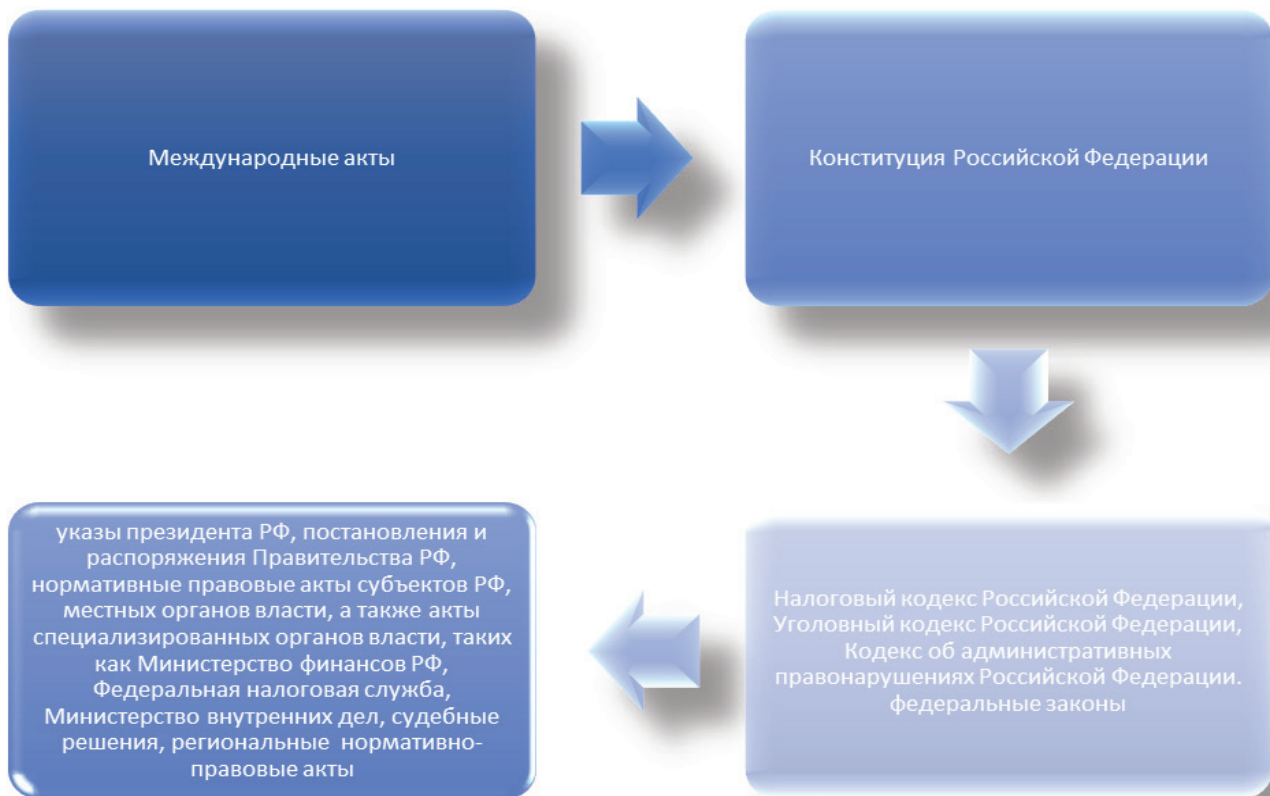 Международные акты
Конституция Российской Федерации
Налоговый кодекс Российской Федерации,
Уголовный кодекс Российской Федерации,
Кодекс об административных
правонарушениях Российской Федерации.
федеральные законы
указы президента РФ, постановления и
распоряжения Правительства РФ,
нормативные правовые акты субъектов РФ,
местных органов власти, а также акты
специализированных органов власти, таких
как Министерство финансов РФ,
Федеральная налоговая служба,
Министерство внутренних дел, судебные
решения, региональные нормативно-
правовые акты